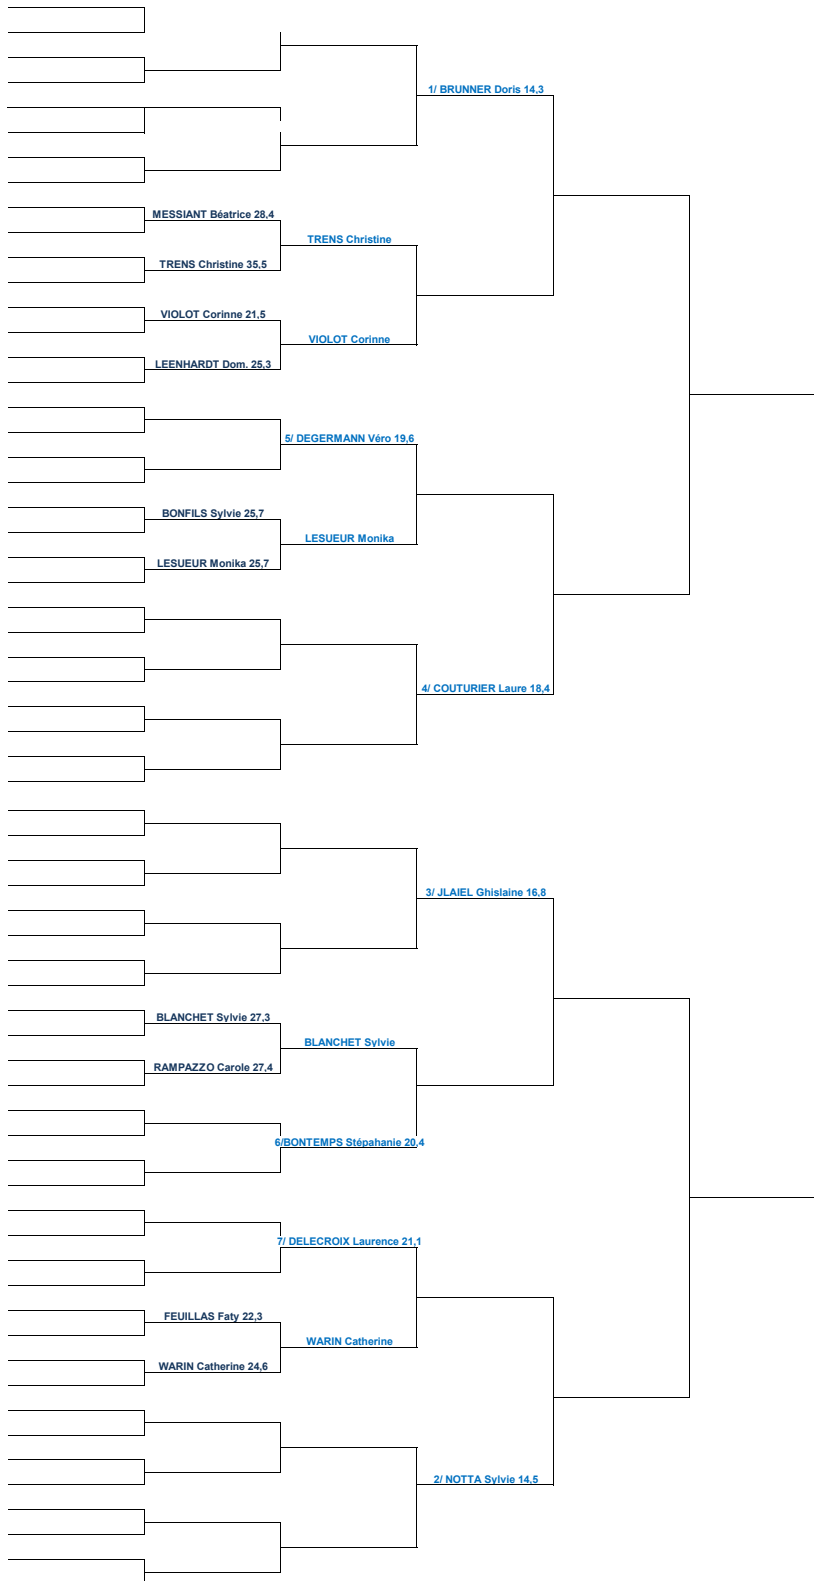 1/ BRUNNER Doris 14,3
MESSIANT Béatrice 28,4
TRENS Christine
TRENS Christine 35,5
VIOLOT Corinne 21,5
VIOLOT Corinne
LEENHARDT Dom. 25,3
5/ DEGERMANN Véro 19,6
BONFILS Sylvie 25,7
LESUEUR Monika
LESUEUR Monika 25,7
4/ COUTURIER Laure 18,4
3/ JLAIEL Ghislaine 16,8
BLANCHET Sylvie 27,3
BLANCHET Sylvie
RAMPAZZO Carole 27,4
6/BONTEMPS Stépahanie 20,4
7/ DELECROIX Laurence 21,1
FEUILLAS Faty 22,3
WARIN Catherine
WARIN Catherine 24,6
2/ NOTTA Sylvie 14,5